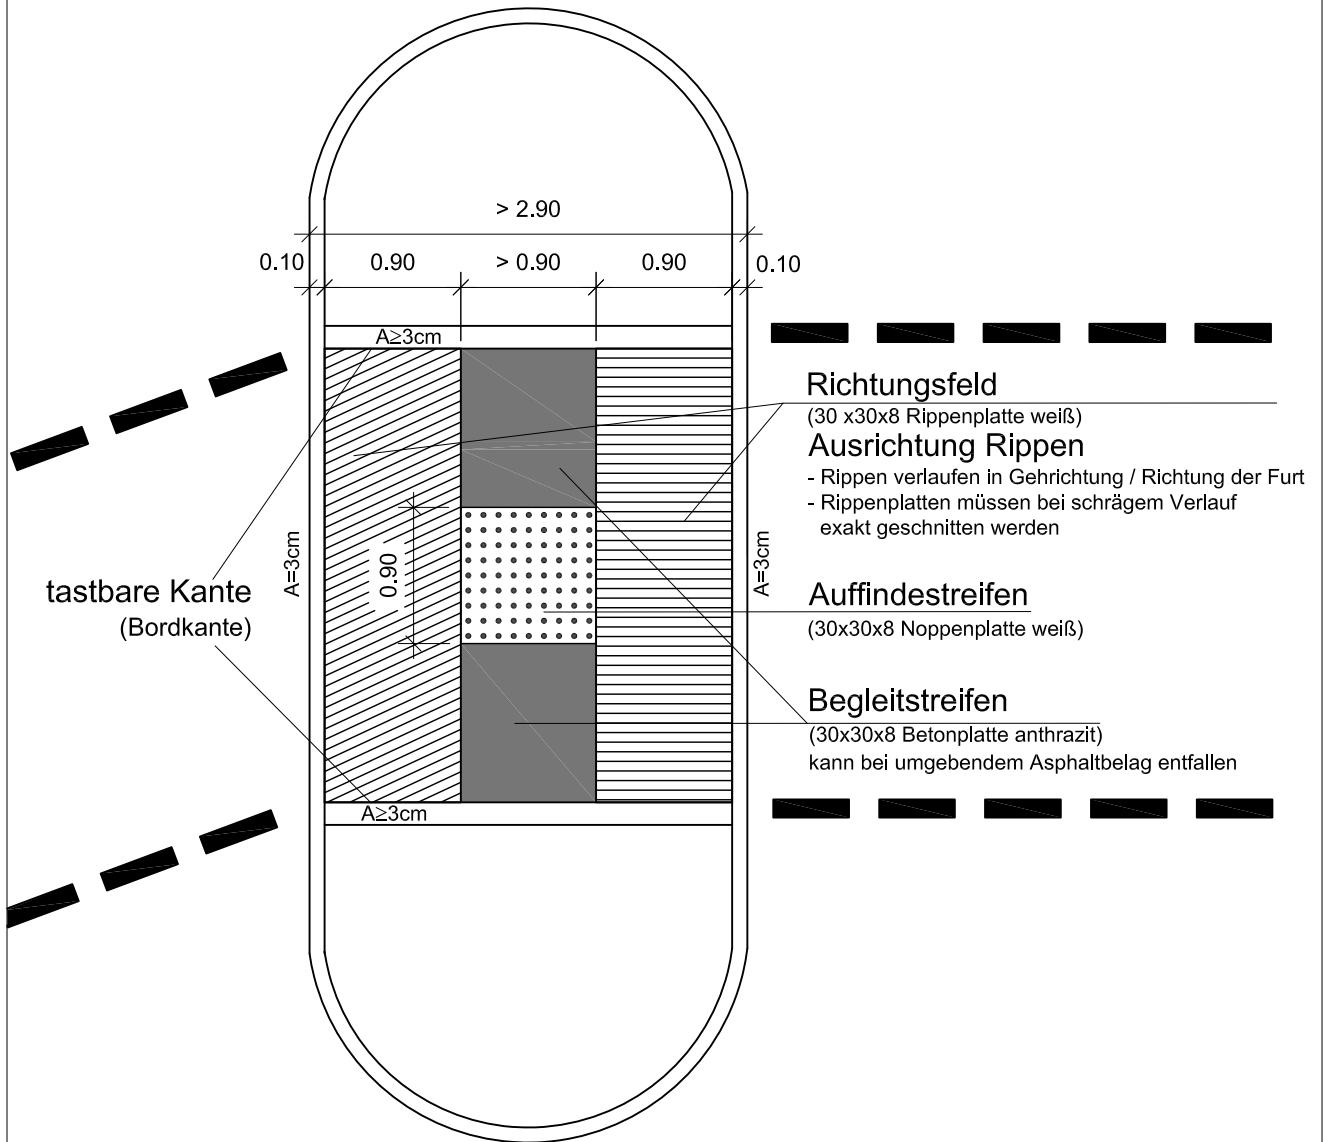 > 2.90
0.10
0.90
> 0.90
0.90
0.10
A≥3cm
Richtungsfeld
(30 x30x8 Rippenplatte weiß)
Ausrichtung Rippen
- Rippen verlaufen in Gehrichtung / Richtung der Furt
- Rippenplatten müssen bei schrägem Verlauf
exakt geschnitten werden
A=3cm
0.90
A=3cm
tastbare Kante
(Bordkante)
Auffindestreifen
(30x30x8 Noppenplatte weiß)
Begleitstreifen
(30x30x8 Betonplatte anthrazit)
kann bei umgebendem Asphaltbelag entfallen
A≥3cm